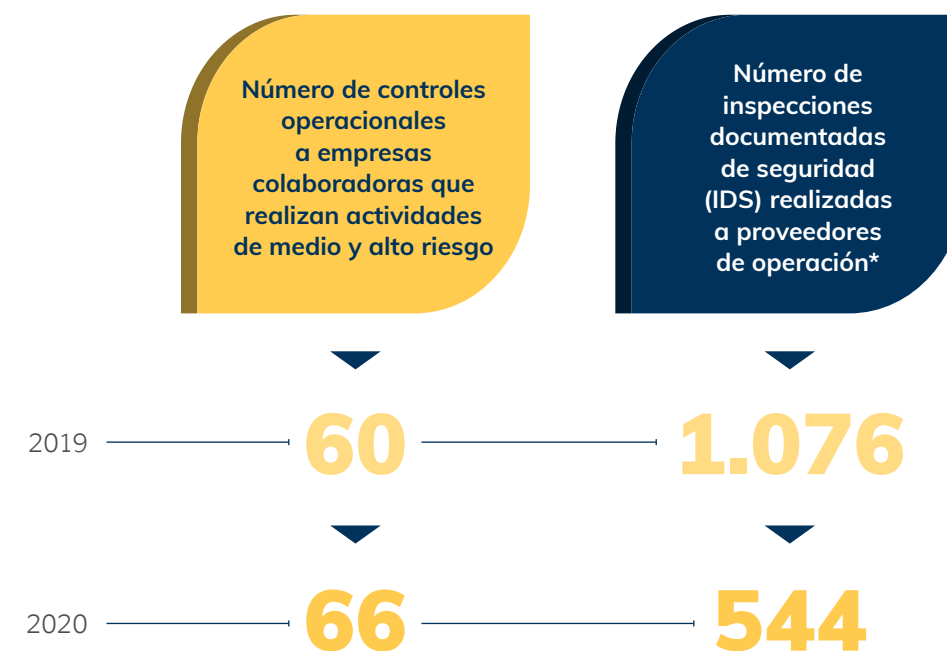 Número de controles
operacionales
a empresas
colaboradoras que
realizan actividades
de medio y alto riesgo
Número de
inspecciones
documentadas
de seguridad
(IDS) realizadas
a proveedores
de operación*
2019 60 1.076
2020 66 544